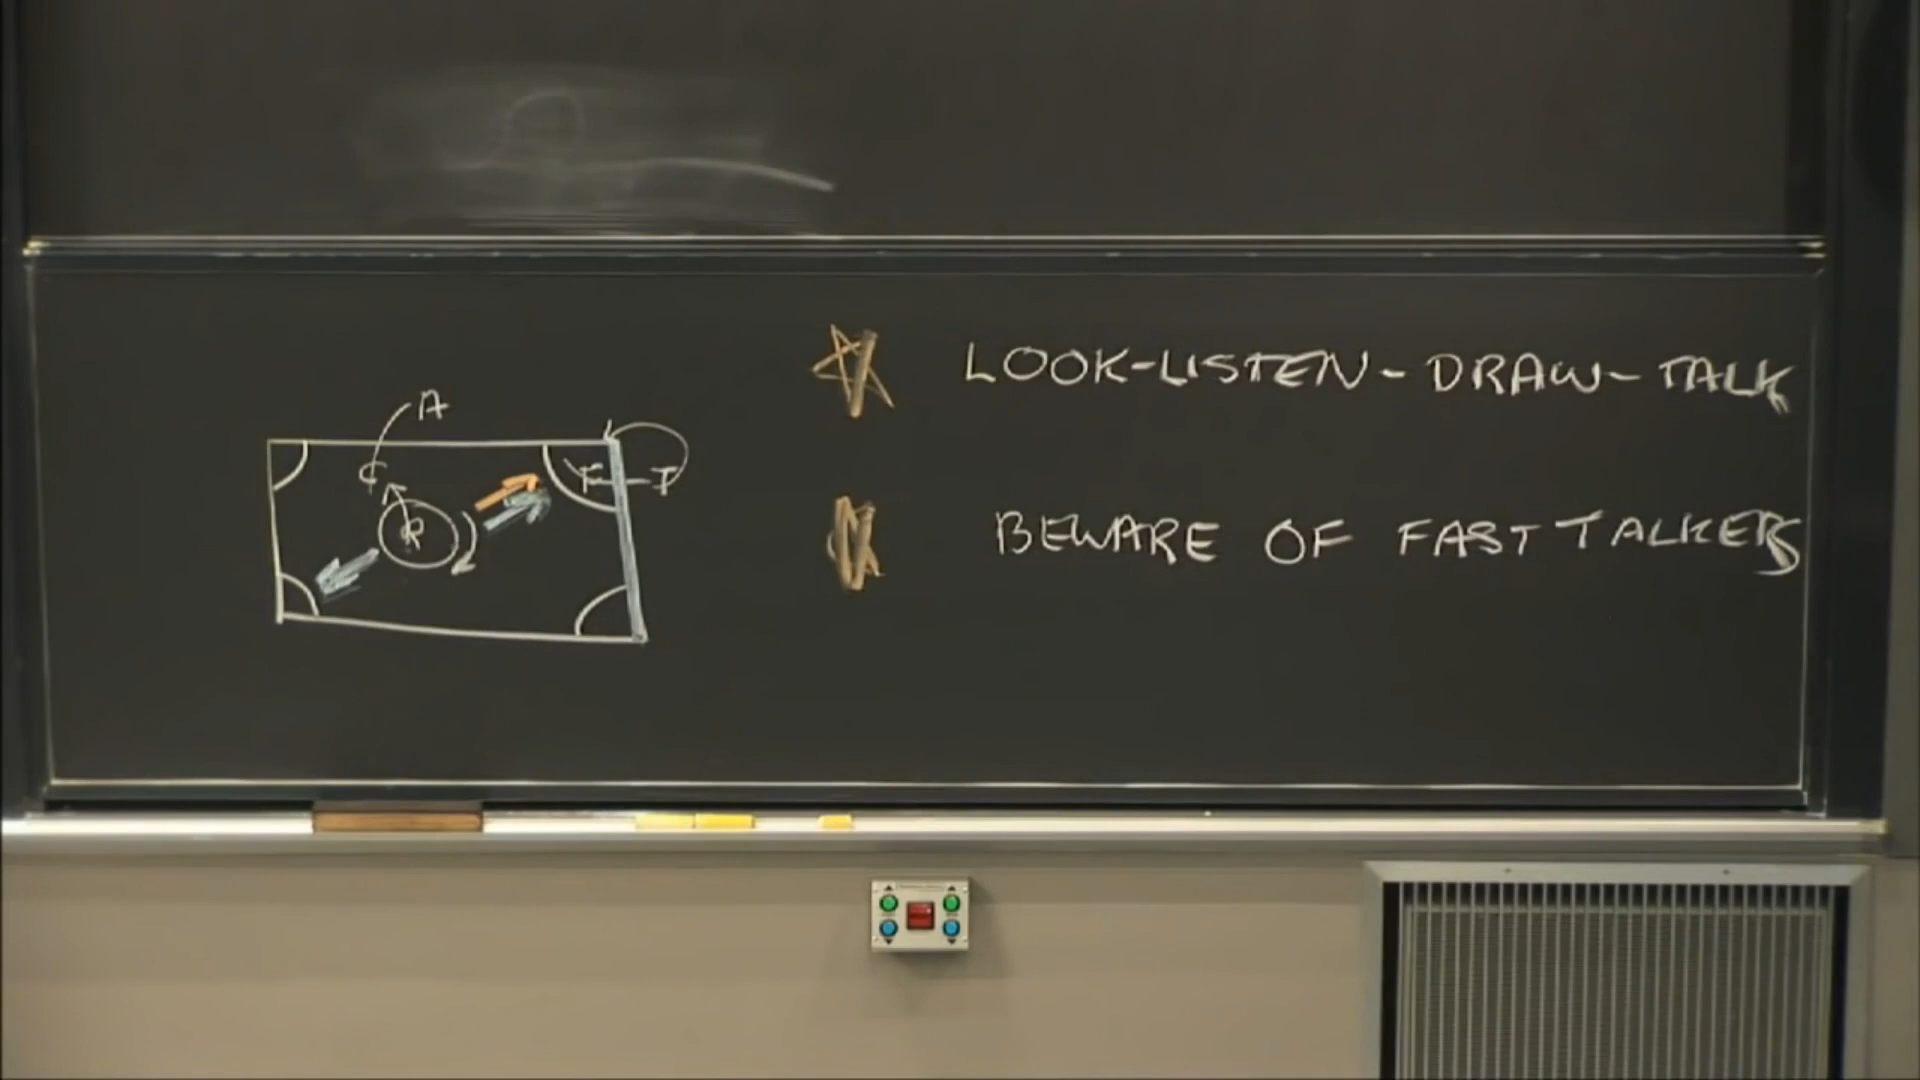 LOOK-LISTEN-DRAW-TALK
A
C
T
R
BEWARE OF FAST TALKERS